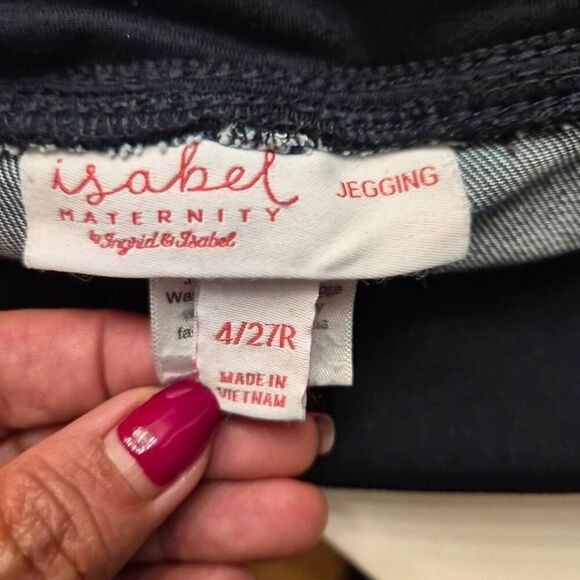 isabel
MATERNITY
by Ingrid & Isabel
JEGGING
4/27R
MADE IN
VIETNAM